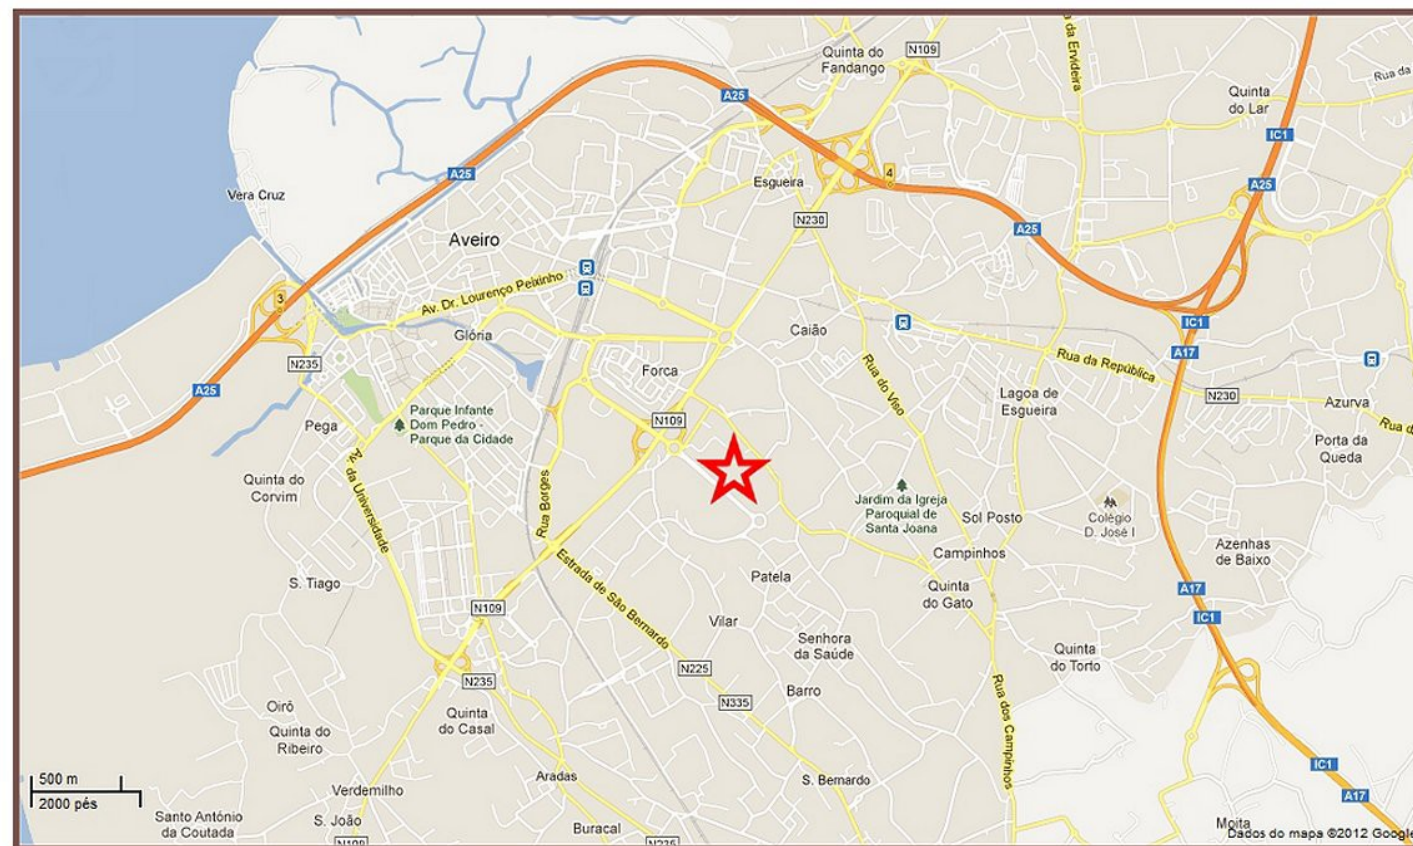 Quinta do
Fandango
N109
Rua da Ervideira
Rua da
Quinta
do Lar
A25
IC1
A25
Esgueira
4
A25
Vera Cruz
N230
A25
Aveiro
3
Av. Dr. Lourenço Peixinho
IC1
Glória
Caião
N235
A17
Rua da República
Forca
Rua do Viso
A25
Lagoa de
Esgueira
N230
Azurva
Parque Infante
Dom Pedro -
Parque da Cidade
Pega
N109
Porta da
Queda
Quinta do
Corvim
Av. da Universidade
Rua Borges
Jardim da Igreja
Paroquial de
Santa Joana
Sol Posto
Colégio
D. José I
Campinhos
Azenhas
de Baixo
S. Tiago
Estrada de São Bernardo
Patela
Quinta
do Gato
A17
N109
IC1
Vilar
Senhora
da Saúde
Quinta
do Torto
N225
N235
Barro
N335
Rua dos Campinhos
Oirô
Quinta
do Casal
Quinta do
Ribeiro
IC1
500 m
2000 pés
Aradas
S. Bernardo
Verdemilho
A17
Santo António
da Coutada
S. João
Buracal
Moita
N109
N235
Dados do mapa ©2012 Google